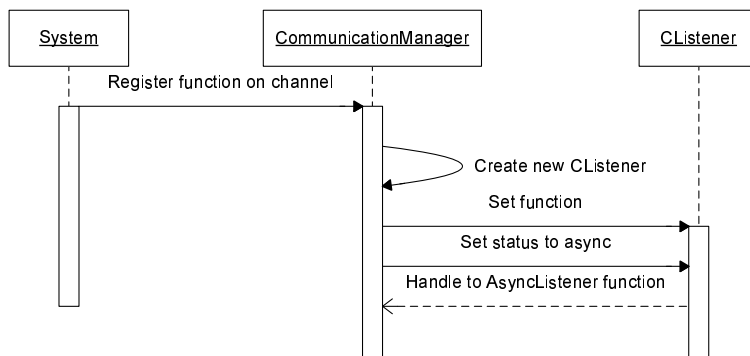 System
CommunicationManager
CListener
Register function on channel
Create new CListener
Set function
Set status to async
Handle to AsyncListener function